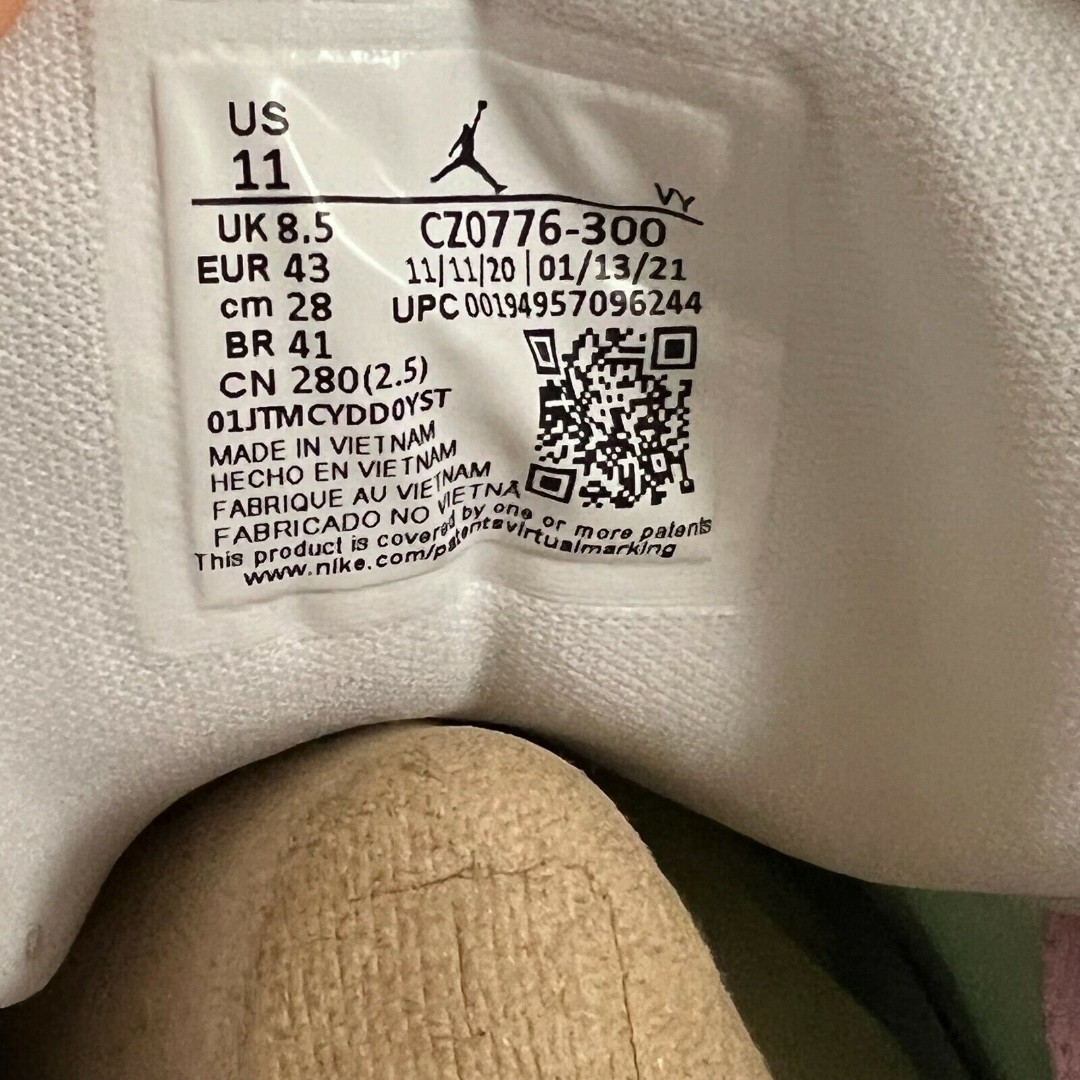 US
11
VY
UK 8.5
CZ0776-300
EUR 43
11/11/20 | 01/13/21
cm 28
UPC 00194957096244
BR 41
CN 280(2.5)
01JTMCYDD0YST
MADE IN VIETNAM
HECHO EN VIETNAM
FABRIQUE AU VIETNAM
FABRICADO NO VIETNA
This product is covered by one or more patents
www.nike.com/patentsvirtualmarking